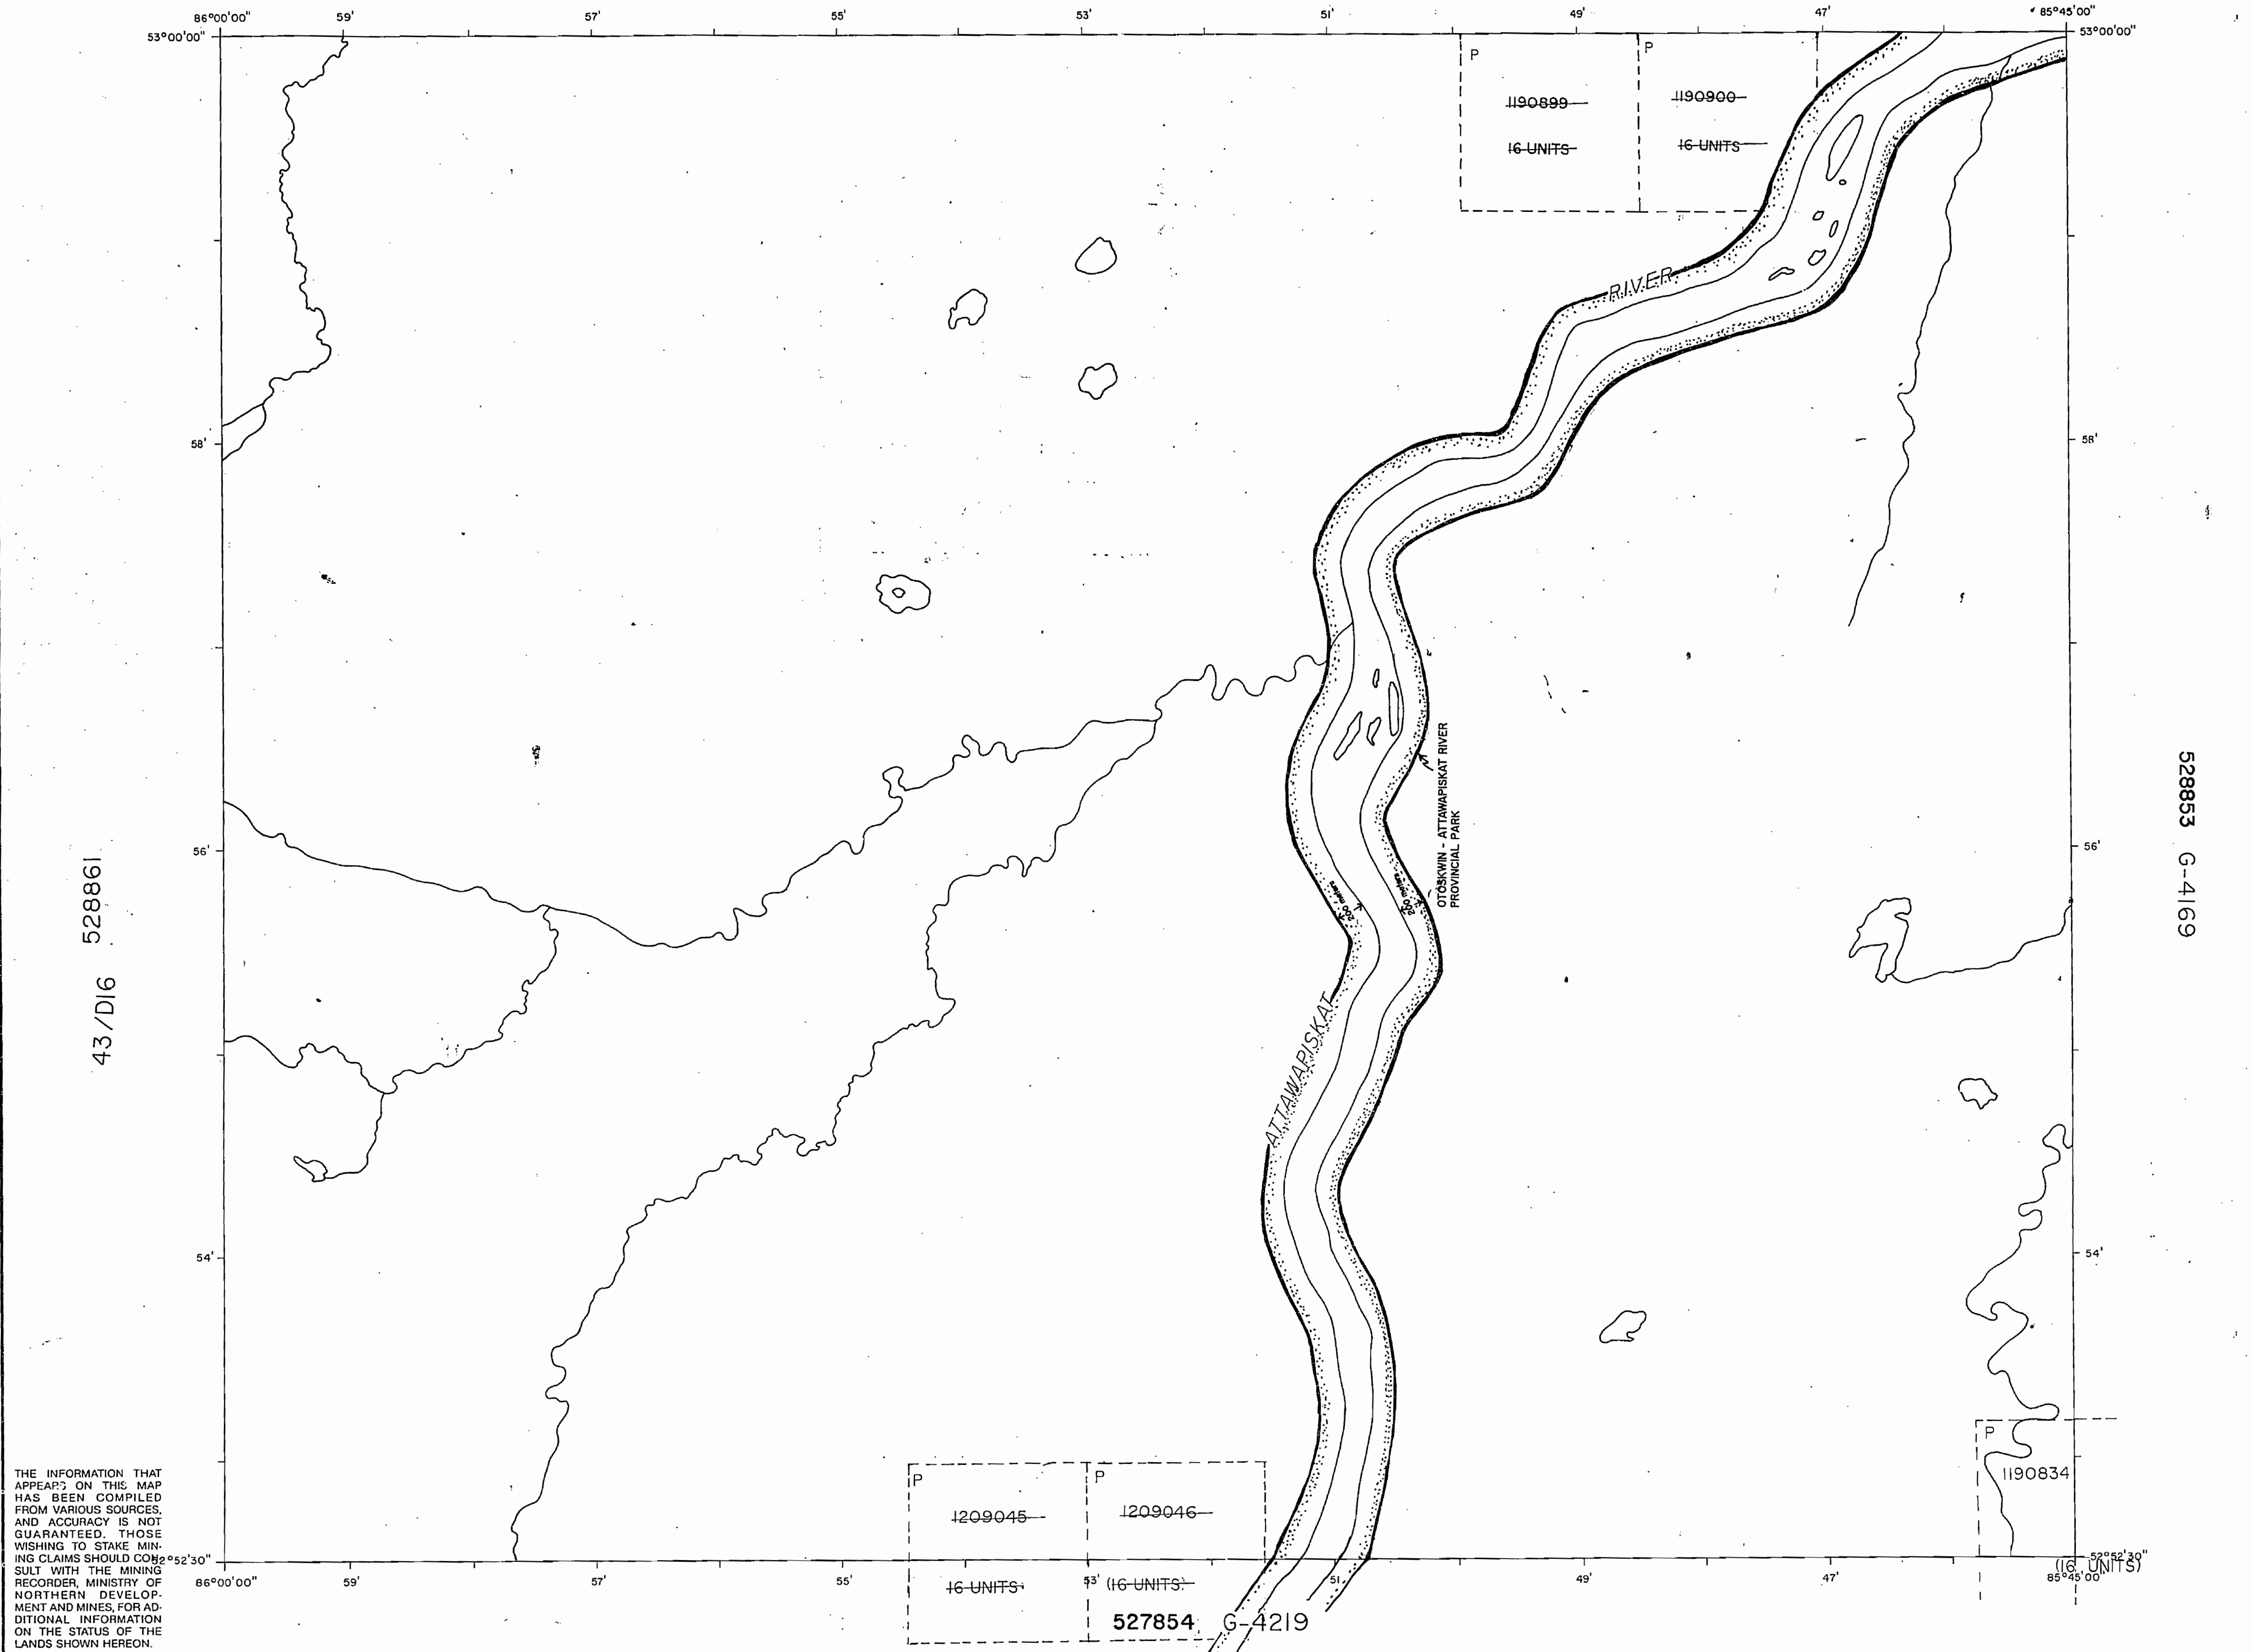 86°00'00"
59'
57'
55'
53'
51'
49'
47'
85°45'00"
53°00'00"
53°00'00"
P
P
1190899
1190900
16 UNITS
16 UNITS
RIVER
58'
58'
OTOSKWIN - ATTAWAPISKAT RIVER
PROVINCIAL PARK
528853 G-4169
56'
56'
43/D16 528861
200 meters
200 meters
ATTAWAPISKAT
54'
54'
P
1190834
P
P
1209045
1209046
THE INFORMATION THAT
APPEARS ON THIS MAP
HAS BEEN COMPILED
FROM VARIOUS SOURCES,
AND ACCURACY IS NOT
GUARANTEED. THOSE
WISHING TO STAKE MIN-
ING CLAIMS SHOULD CON-
SULT WITH THE MINING
RECORDER, MINISTRY OF
NORTHERN DEVELOP-
MENT AND MINES, FOR AD-
DITIONAL INFORMATION
ON THE STATUS OF THE
LANDS SHOWN HEREON.
52°52'30"
52°52'30"
(16 UNITS)
86°00'00"
59'
57'
55'
16 UNITS
53'
(16 UNITS)
51'
49'
47'
85°45'00"
527854 G-4219